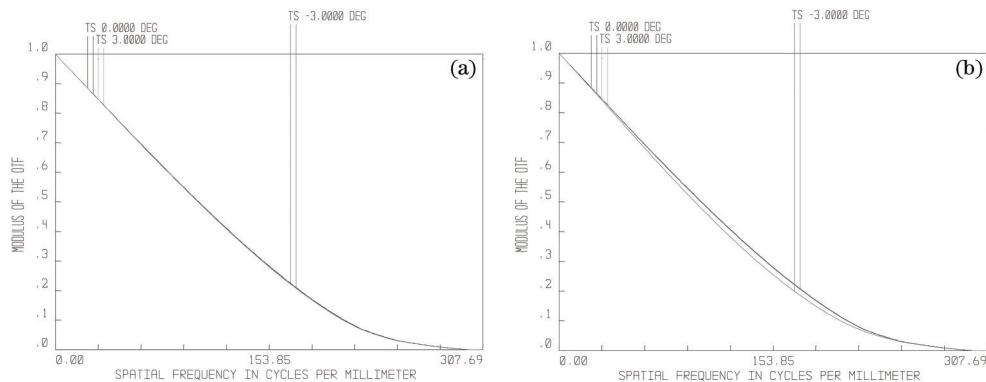 TS 0.0000 DEG
TS 3.0000 DEG
TS -3.0000 DEG
(a)
1.0
.9
.8
.7
.6
.5
.4
.3
.2
.1
.0
MODULUS OF THE OTF
0.00
153.85
307.69
SPATIAL FREQUENCY IN CYCLES PER MILLIMETER
TS 0.0000 DEG
TS 3.0000 DEG
TS -3.0000 DEG
(b)
1.0
.9
.8
.7
.6
.5
.4
.3
.2
.1
.0
MODULUS OF THE OTF
0.00
153.85
307.69
SPATIAL FREQUENCY IN CYCLES PER MILLIMETER